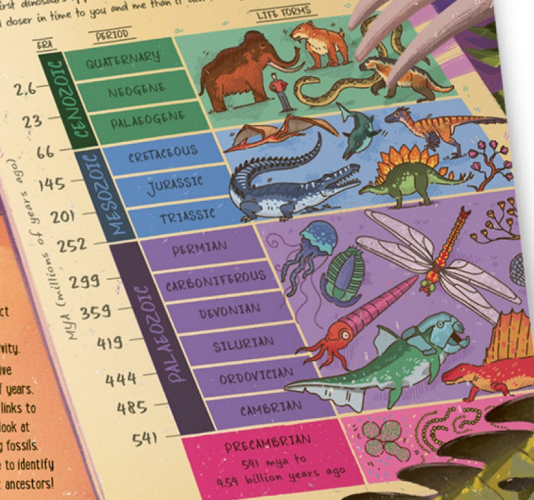 irst dinosaurs
closer in time to you and me than it
ERA
PERIOD
LIFE FORMS
MYA (millions of years ago)
CENOZOIC
QUATERNARY
2.6
NEOGENE
23
PALAEOGENE
66
MESOZOIC
CRETACEOUS
145
JURASSIC
201
TRIASSIC
252
PALAEOZOIC
PERMIAN
299
CARBONIFEROUS
359
DEVONIAN
419
SILURIAN
444
ORDOVICIAN
485
CAMBRIAN
541
PRECAMBRIAN
541 mya to
4.54 billion years ago
ct
vity.
ive
f years.
links to
look at
g fossils.
e to identify
ancestors!